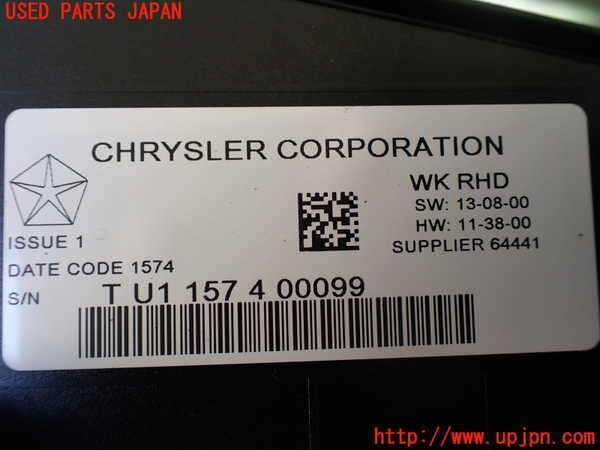 USED PARTS JAPAN
CHRYSLER CORPORATION
WK RHD
SW: 13-08-00
HW: 11-38-00
SUPPLIER 64441
ISSUE 1
DATE CODE 1574
S/N T U1 157 4 00099
http://www.upjpn.com/